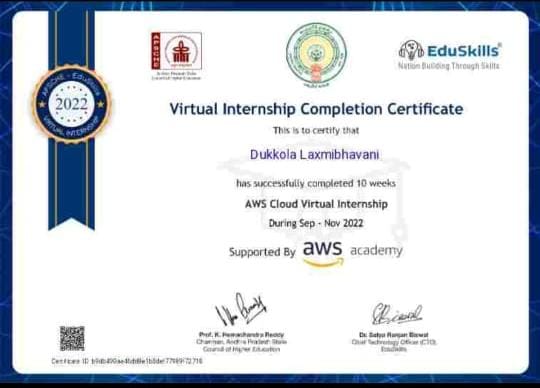 APSCHE
Andhra Pradesh State
Council of Higher Education
EduSkills
Nation Building Through Skills
APSCHE - EduSkills
2022
VIRTUAL INTERNSHIP
Virtual Internship Completion Certificate
This is to certify that
Dukkola Laxmibhavani
has successfully completed 10 weeks
AWS Cloud Virtual Internship
During Sep - Nov 2022
Supported By aws academy
Prof. K. Hemachandra Reddy
Chairman, Andhra Pradesh State
Council of Higher Education
Dr. Satya Ranjan Biswal
Chief Technology Officer (CTO)
EduSkills
Certificate ID